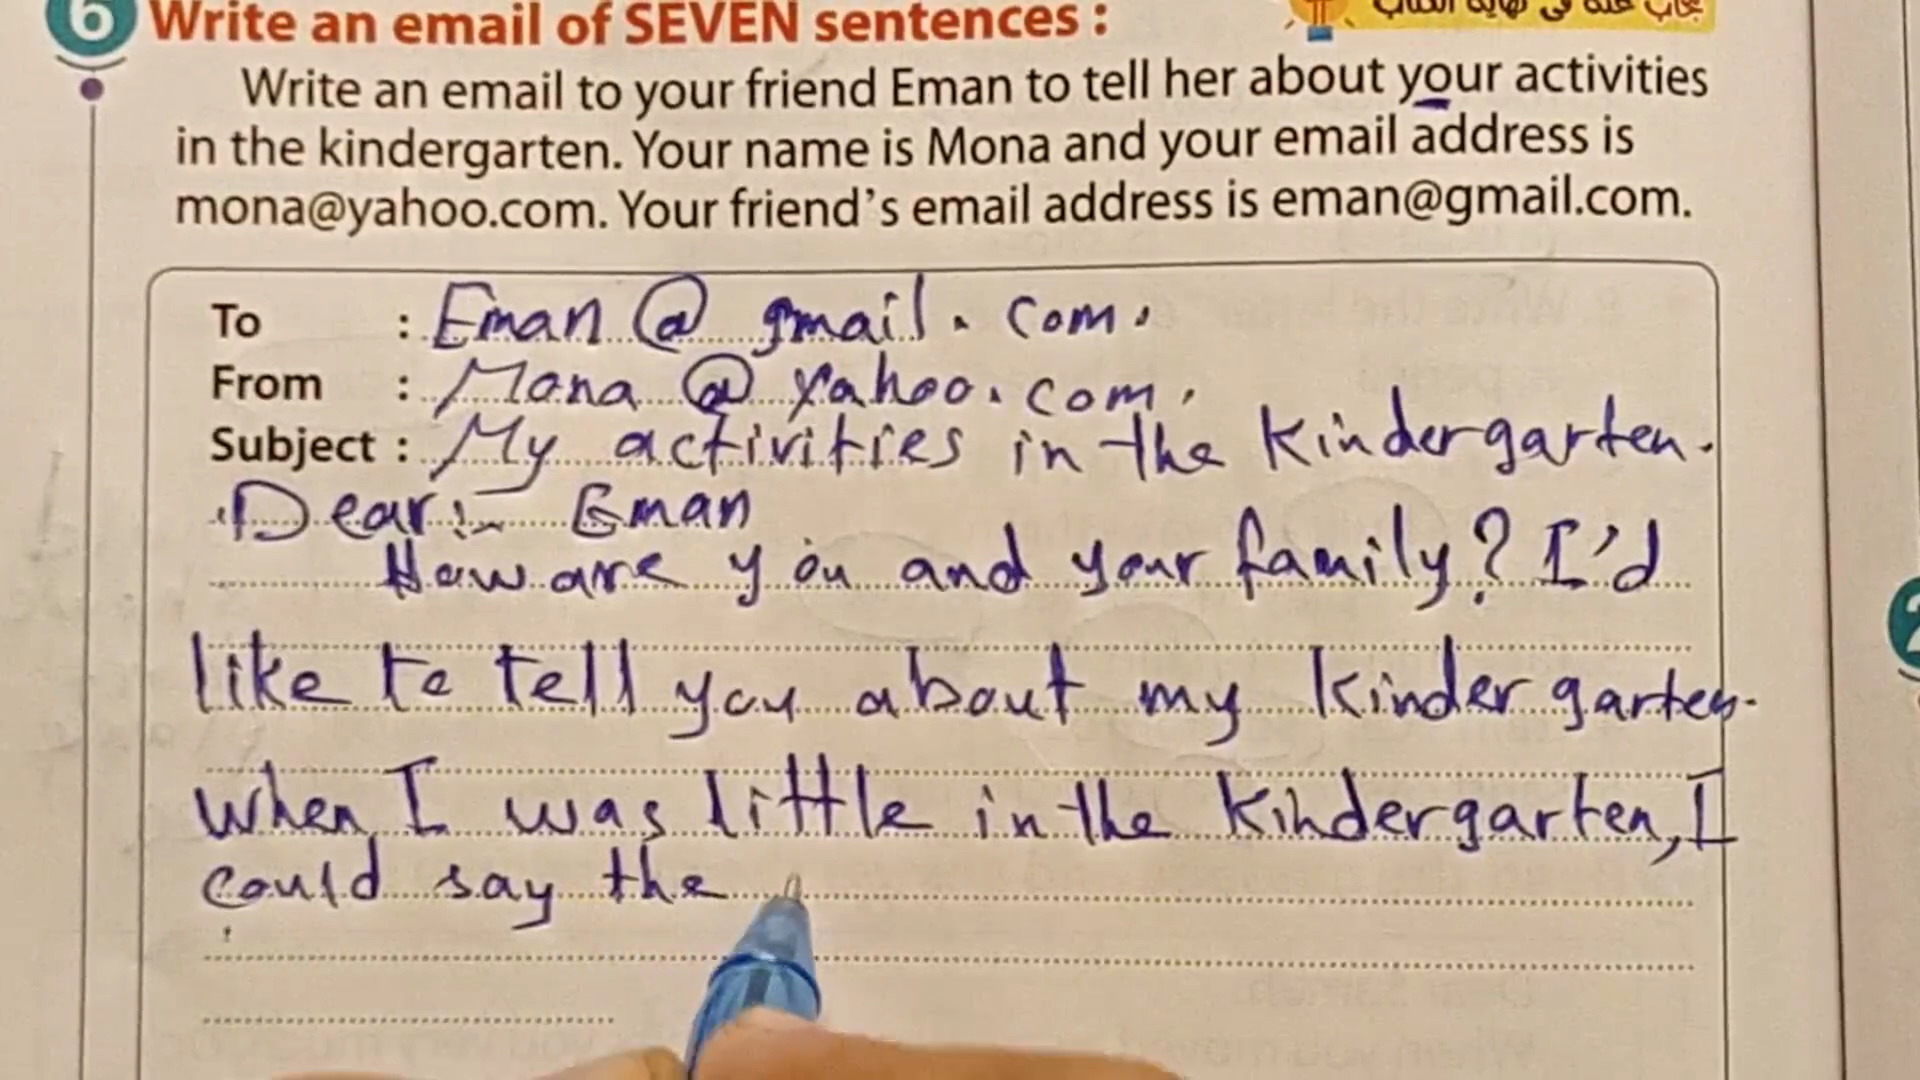 6 Write an email of SEVEN sentences :
Write an email to your friend Eman to tell her about your activities
in the kindergarten. Your name is Mona and your email address is
mona@yahoo.com. Your friend's email address is eman@gmail.com.
To : Eman @ gmail. com.
From : Mona @ yahoo. com.
Subject : My activities in the kindergarten.
Dear:- Eman
How are you and your family? I'd
like to tell you about my kindergarten.
when I was little in the kindergarten, I
could say the
2